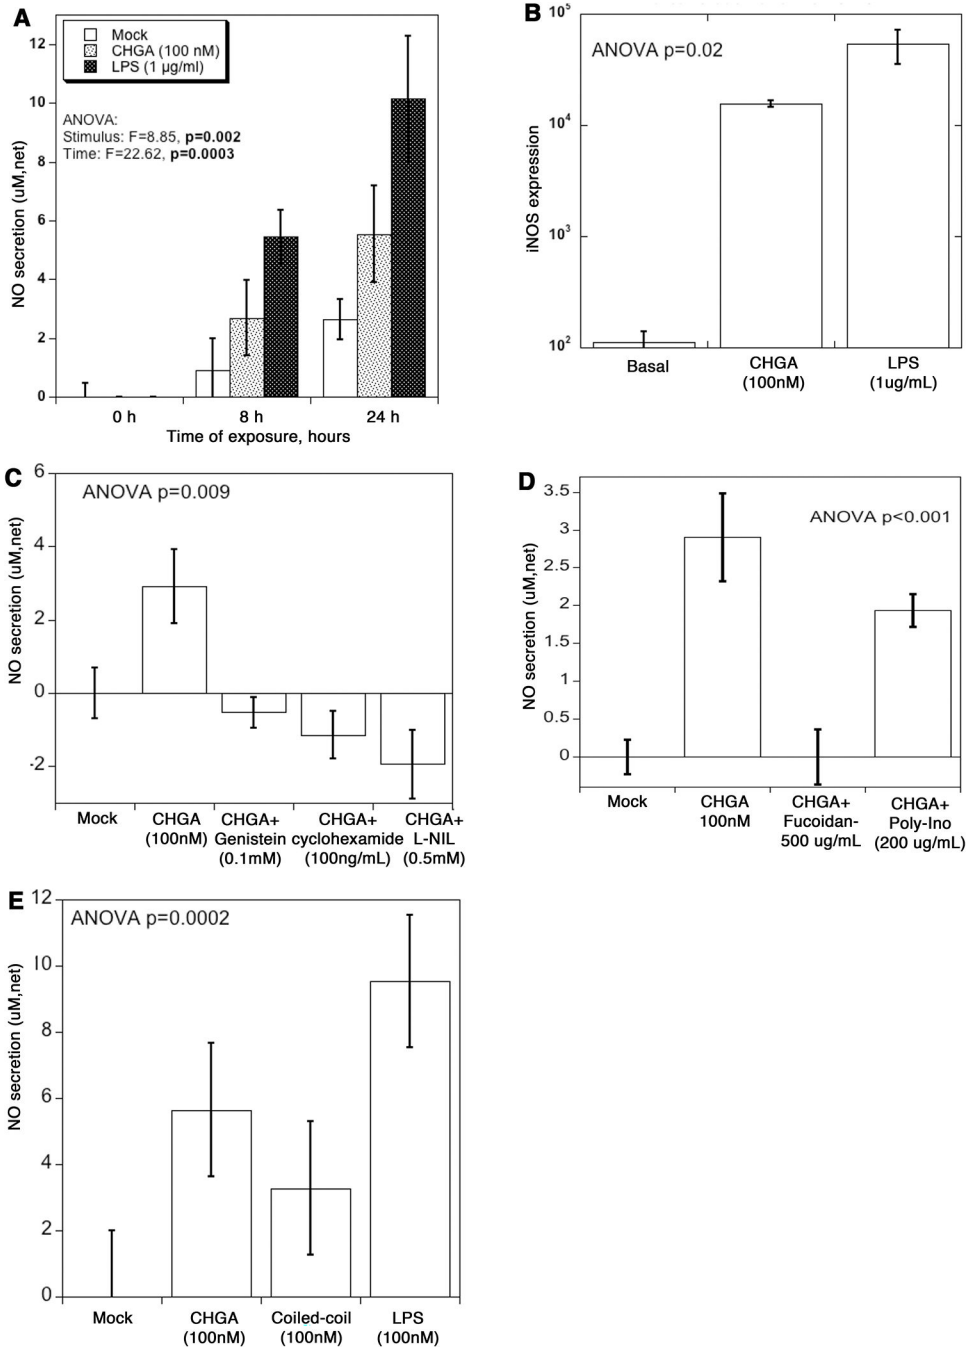 A
Mock
CHGA (100 nM)
LPS (1 µg/ml)
ANOVA:
Stimulus: F=8.85, p=0.002
Time: F=22.62, p=0.0003
NO secretion (uM,net)
12
10
8
6
4
2
0
0 h
8 h
24 h
Time of exposure, hours
B
ANOVA p=0.02
iNOS expression
10^5
10^4
10^3
10^2
Basal
CHGA
(100nM)
LPS
(1ug/mL)
C
ANOVA p=0.009
NO secretion (uM,net)
6
4
2
0
-2
Mock
CHGA
(100nM)
CHGA+
Genistein
(0.1mM)
CHGA+
cyclohexamide
(100ng/mL)
CHGA+
L-NIL
(0.5mM)
D
ANOVA p<0.001
NO secretion (uM,net)
3.5
3
2.5
2
1.5
1
0.5
0
Mock
CHGA
100nM
CHGA+
Fucoidan-
500 ug/mL
CHGA+
Poly-Ino
(200 ug/mL)
E
ANOVA p=0.0002
NO secretion (uM,net)
12
10
8
6
4
2
0
Mock
CHGA
(100nM)
Coiled-coil
(100nM)
LPS
(100nM)